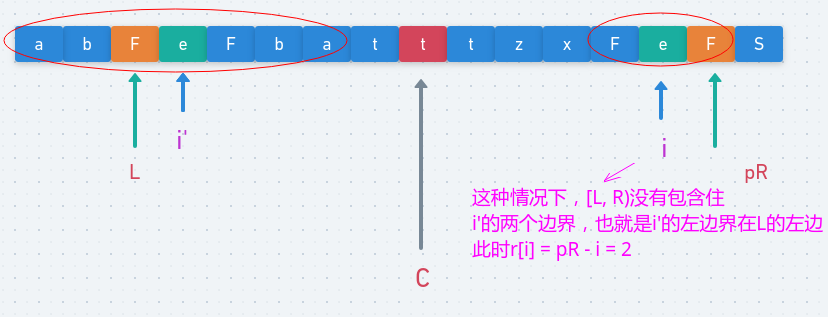 a b F e F b a t t t z x F e F S
L i' i pR
C
这种情况下，[L, R)没有包含住
i'的两个边界，也就是i'的左边界在L的左边
此时r[i] = pR - i = 2